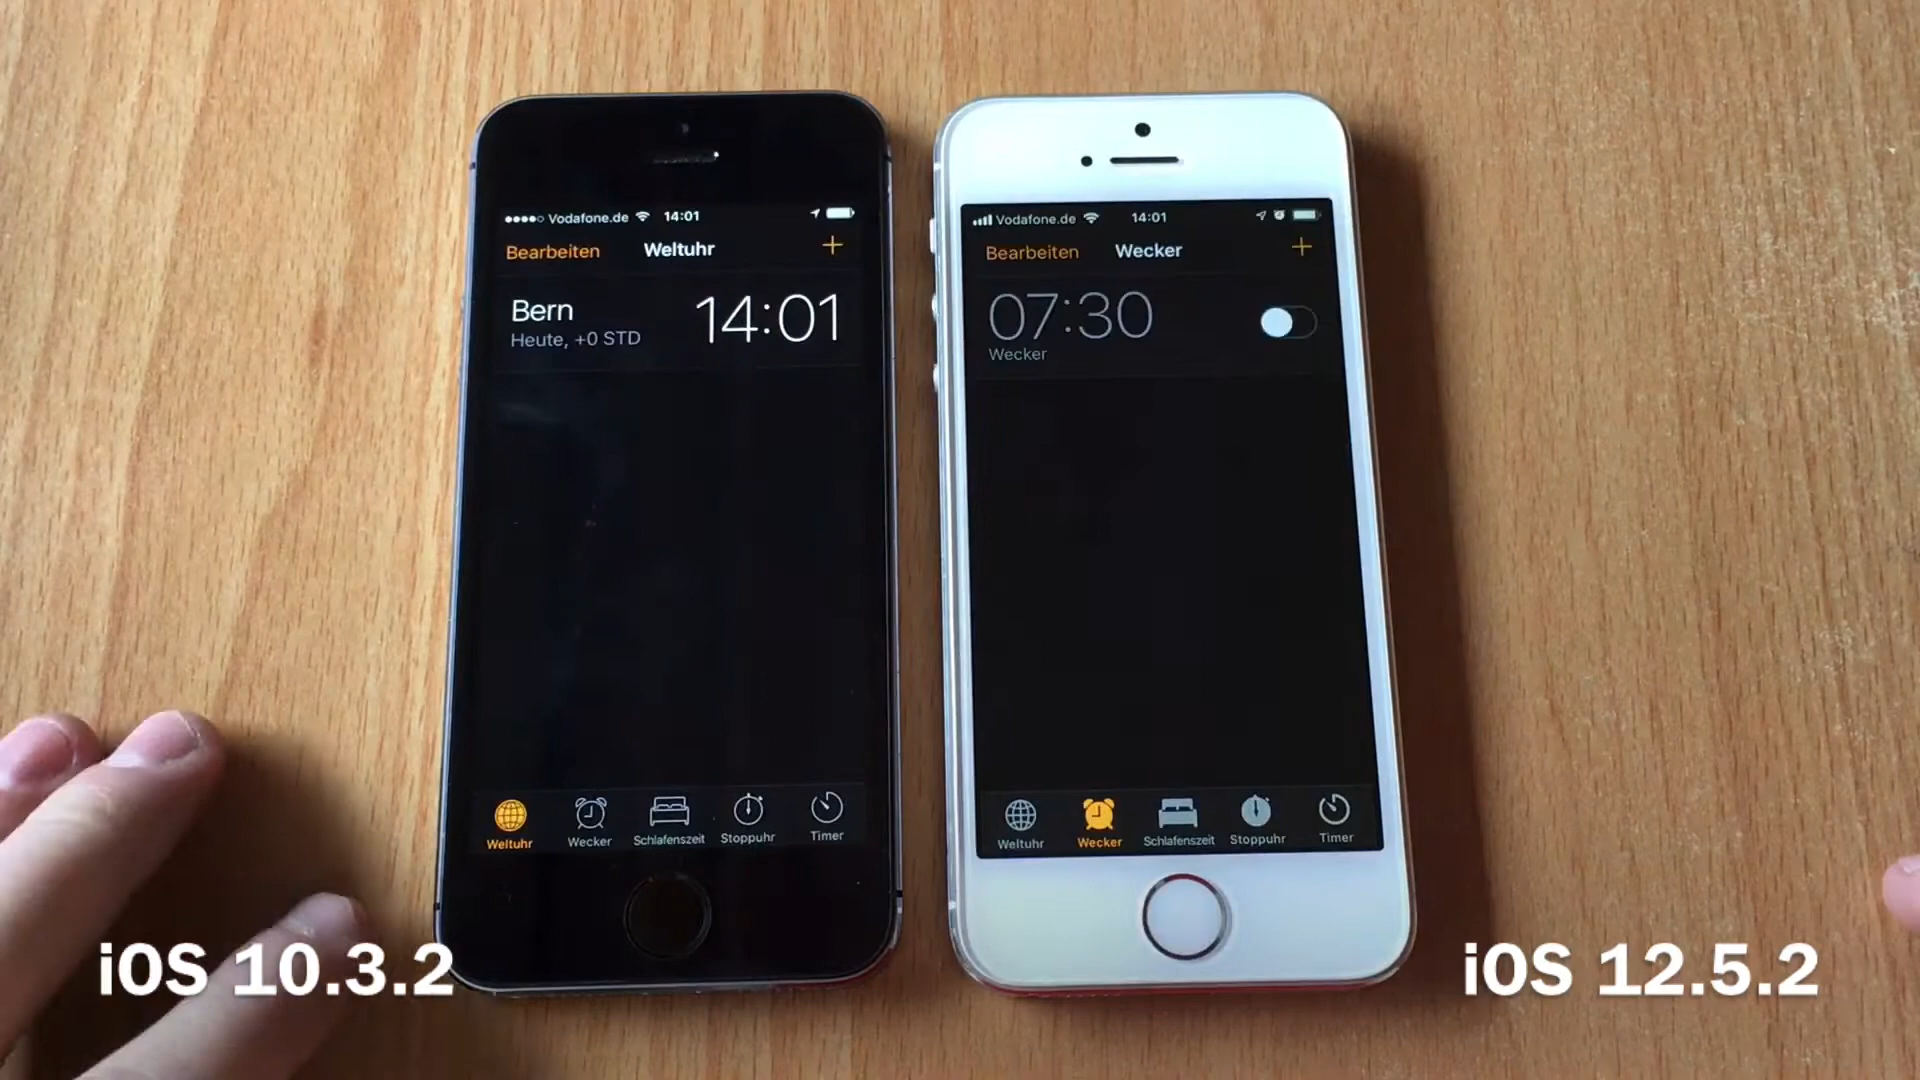 Vodafone.de 14:01
Bearbeiten Weltuhr +
Bern 14:01
Heute, +0 STD
Weltuhr Wecker Schlafenszeit Stoppuhr Timer
Vodafone.de 14:01
Bearbeiten Wecker +
07:30
Wecker
Weltuhr Wecker Schlafenszeit Stoppuhr Timer
iOS 10.3.2
iOS 12.5.2